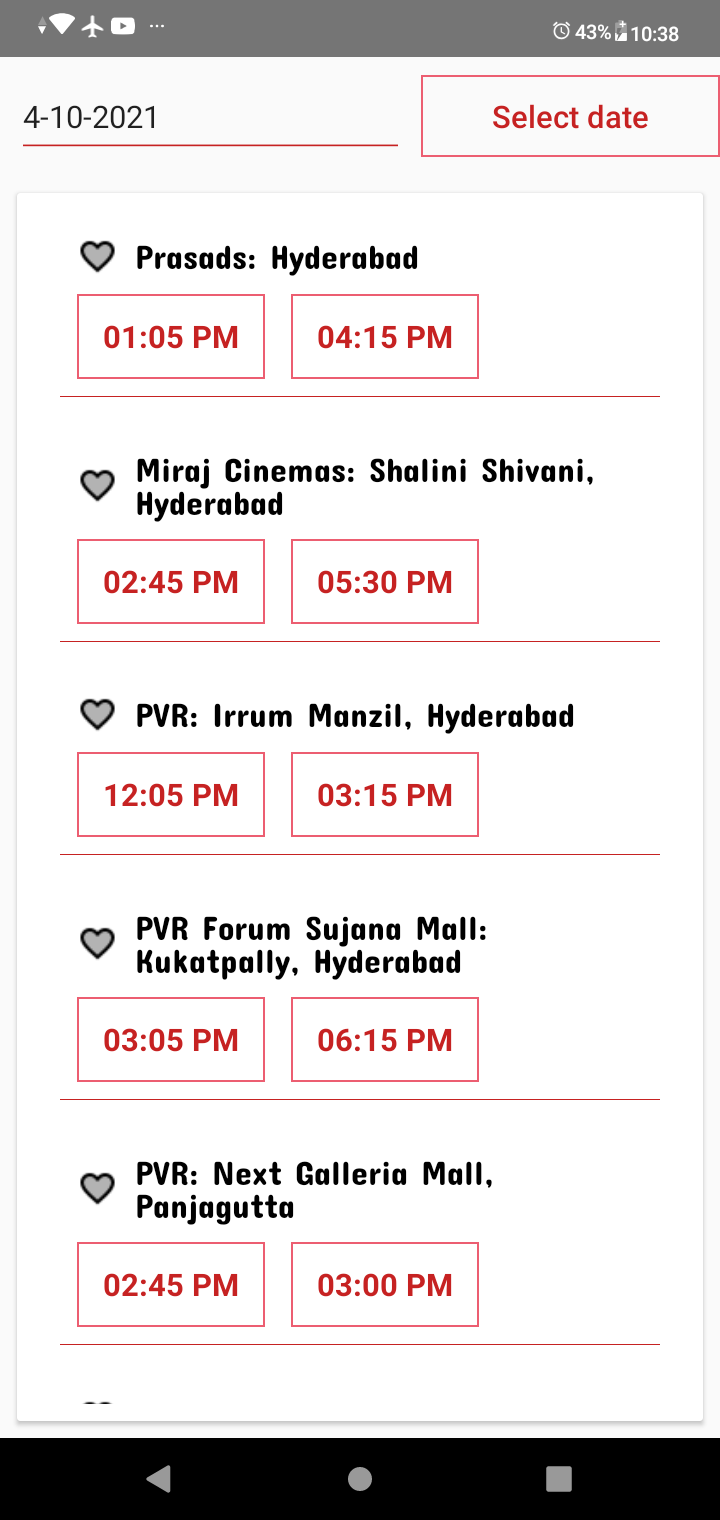 43% 10:38
4-10-2021
Select date
Prasads: Hyderabad
01:05 PM 04:15 PM
Miraj Cinemas: Shalini Shivani,
Hyderabad
02:45 PM 05:30 PM
PVR: Irrum Manzil, Hyderabad
12:05 PM 03:15 PM
PVR Forum Sujana Mall:
Kukatpally, Hyderabad
03:05 PM 06:15 PM
PVR: Next Galleria Mall,
Panjagutta
02:45 PM 03:00 PM